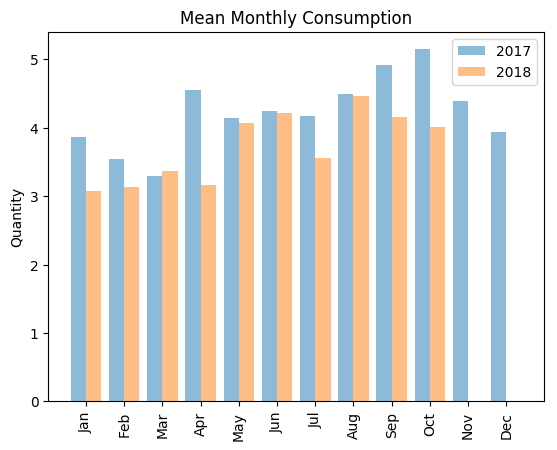 Mean Monthly Consumption
2017
2018
Quantity
5
4
3
2
1
0
Jan
Feb
Mar
Apr
May
Jun
Jul
Aug
Sep
Oct
Nov
Dec